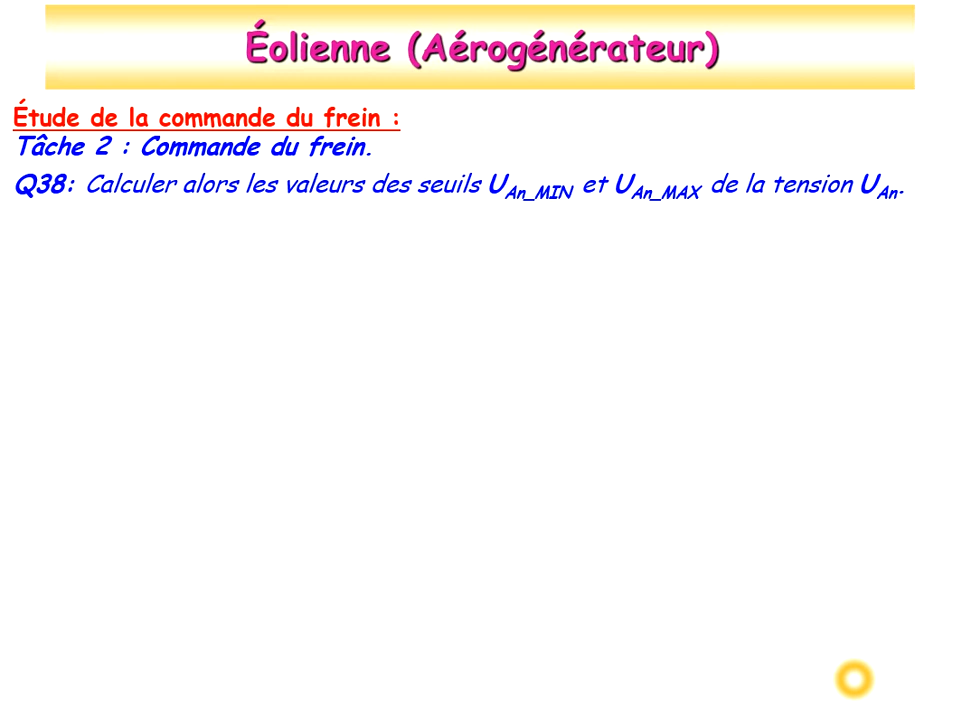 Éolienne (Aérogénérateur)
Étude de la commande du frein :
Tâche 2 : Commande du frein.
Q38: Calculer alors les valeurs des seuils U_An_MIN et U_An_MAX de la tension U_An.